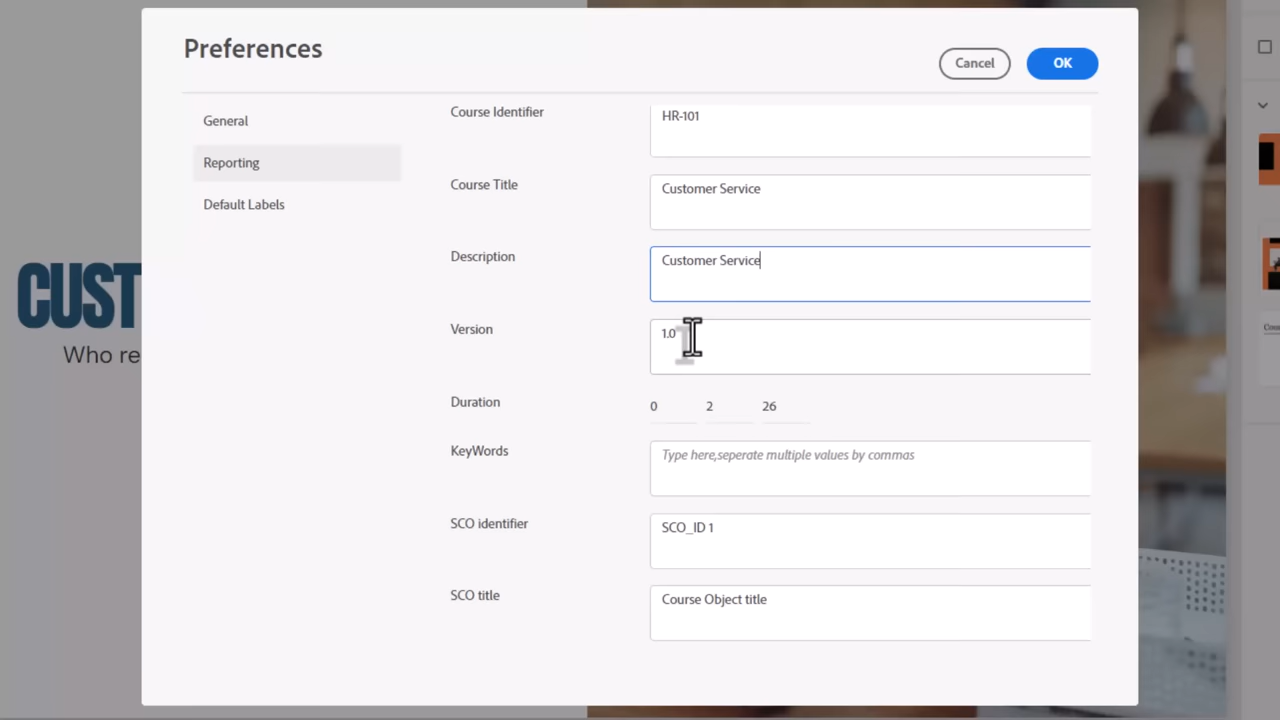 Preferences
Cancel
OK
General
Reporting
Default Labels
Course Identifier
HR-101
Course Title
Customer Service
Description
Customer Service
Version
1.0
Duration
0 2 26
KeyWords
Type here,seperate multiple values by commas
SCO identifier
SCO_ID 1
SCO title
Course Object title
CUST
Who re